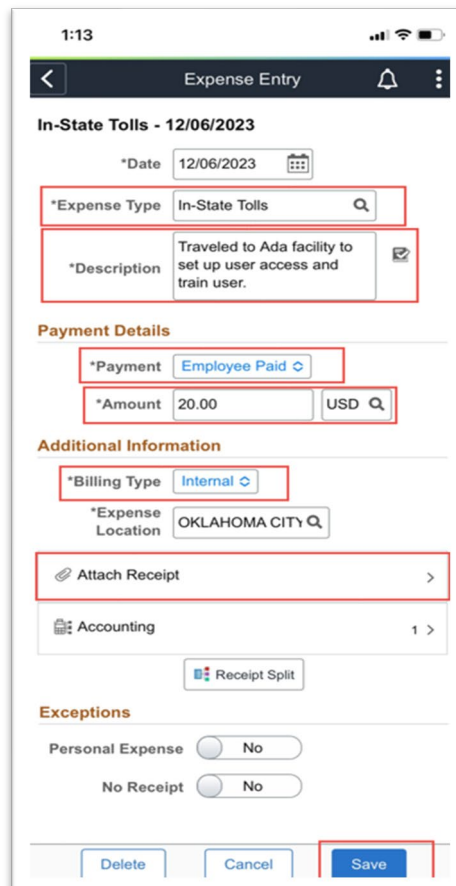 1:13
Expense Entry
In-State Tolls - 12/06/2023
*Date 12/06/2023
*Expense Type In-State Tolls
*Description Traveled to Ada facility to
set up user access and
train user.
Payment Details
*Payment Employee Paid
*Amount 20.00 USD
Additional Information
*Billing Type Internal
*Expense
Location OKLAHOMA CITY
Attach Receipt
Accounting 1
Receipt Split
Exceptions
Personal Expense No
No Receipt No
Delete Cancel Save